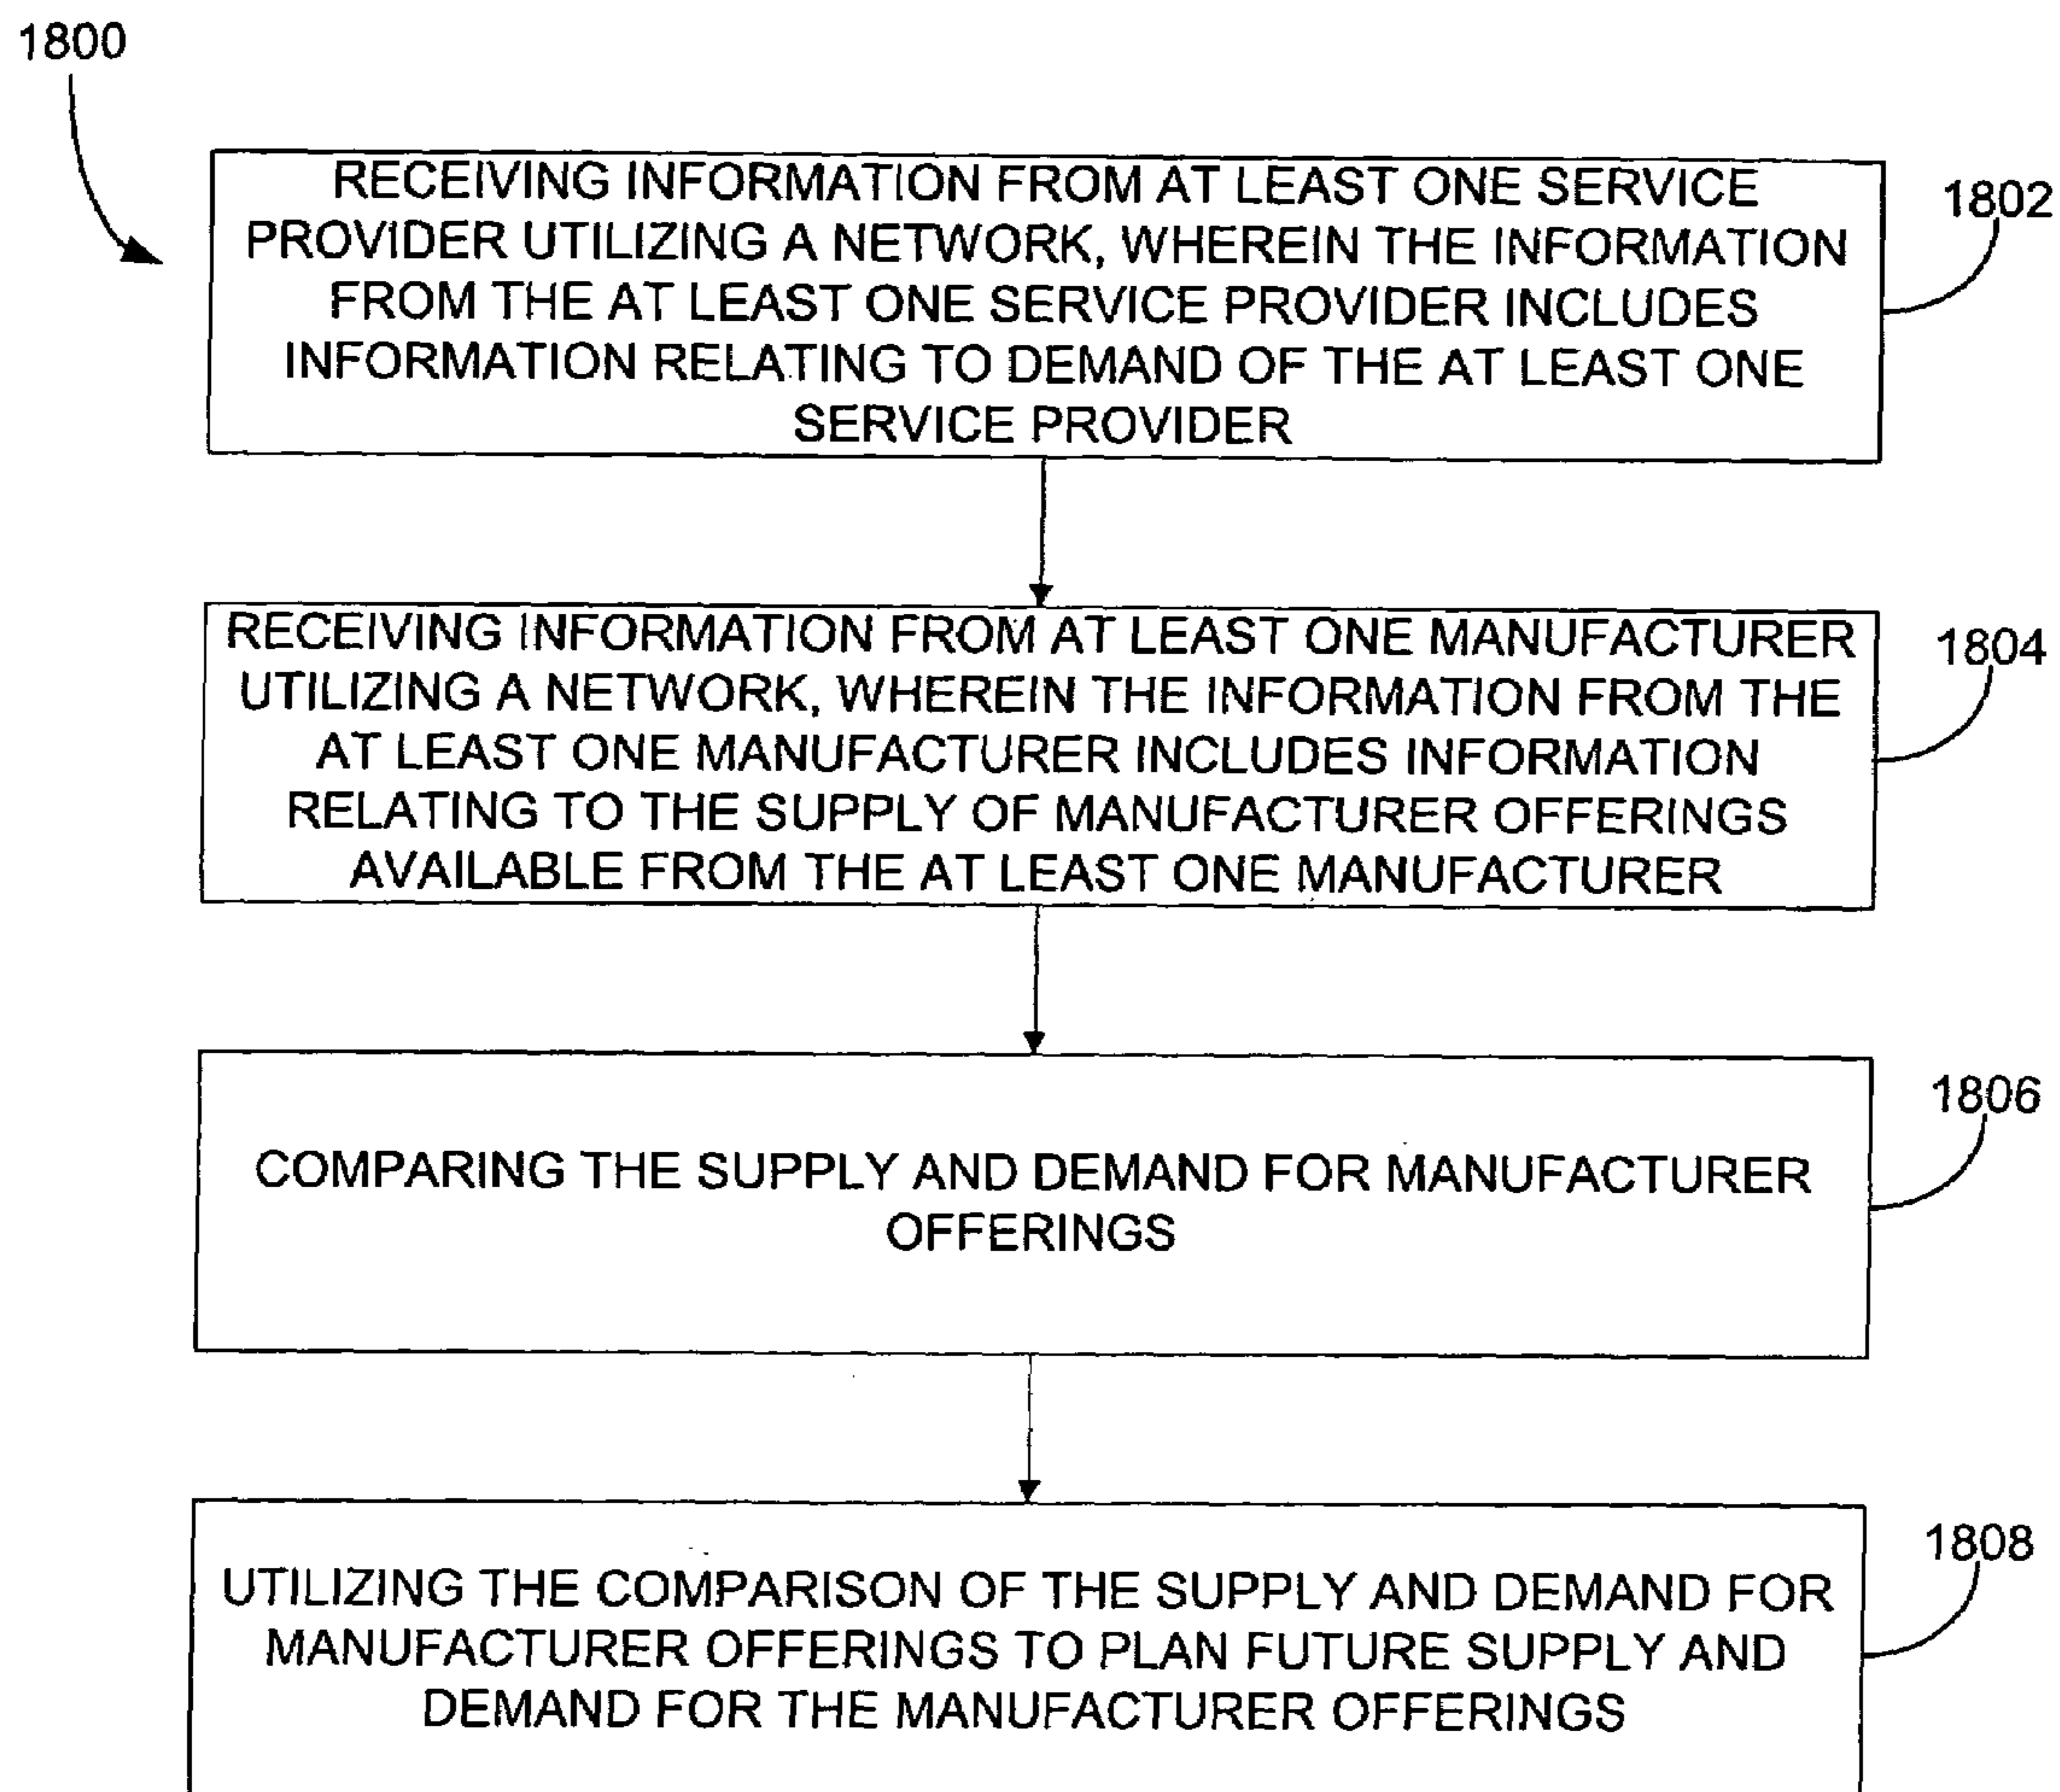 1800
RECEIVING INFORMATION FROM AT LEAST ONE SERVICE
PROVIDER UTILIZING A NETWORK, WHEREIN THE INFORMATION
FROM THE AT LEAST ONE SERVICE PROVIDER INCLUDES
INFORMATION RELATING TO DEMAND OF THE AT LEAST ONE
SERVICE PROVIDER
1802
RECEIVING INFORMATION FROM AT LEAST ONE MANUFACTURER
UTILIZING A NETWORK, WHEREIN THE INFORMATION FROM THE
AT LEAST ONE MANUFACTURER INCLUDES INFORMATION
RELATING TO THE SUPPLY OF MANUFACTURER OFFERINGS
AVAILABLE FROM THE AT LEAST ONE MANUFACTURER
1804
COMPARING THE SUPPLY AND DEMAND FOR MANUFACTURER
OFFERINGS
1806
UTILIZING THE COMPARISON OF THE SUPPLY AND DEMAND FOR
MANUFACTURER OFFERINGS TO PLAN FUTURE SUPPLY AND
DEMAND FOR THE MANUFACTURER OFFERINGS
1808